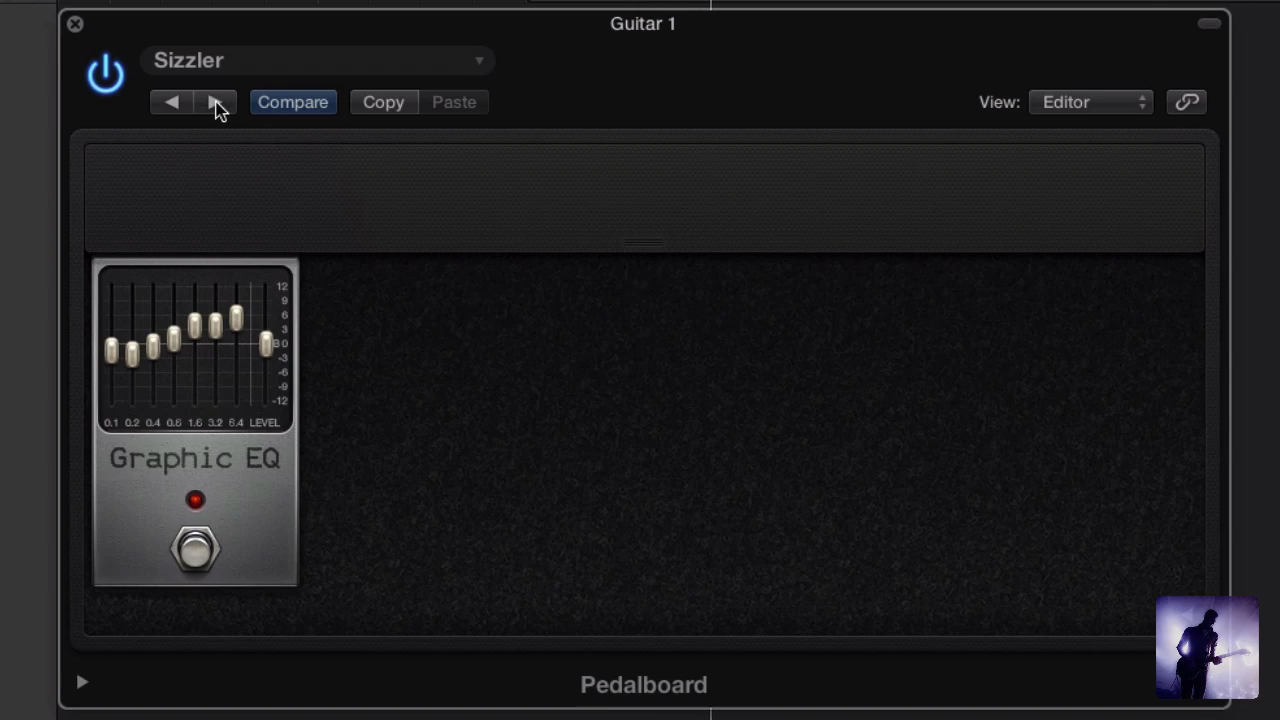 Guitar 1
Sizzler
Compare Copy Paste View: Editor
12
9
6
3
0
-3
-6
-9
-12
0.1 0.2 0.4 0.8 1.6 3.2 6.4 LEVEL
Graphic EQ
Pedalboard